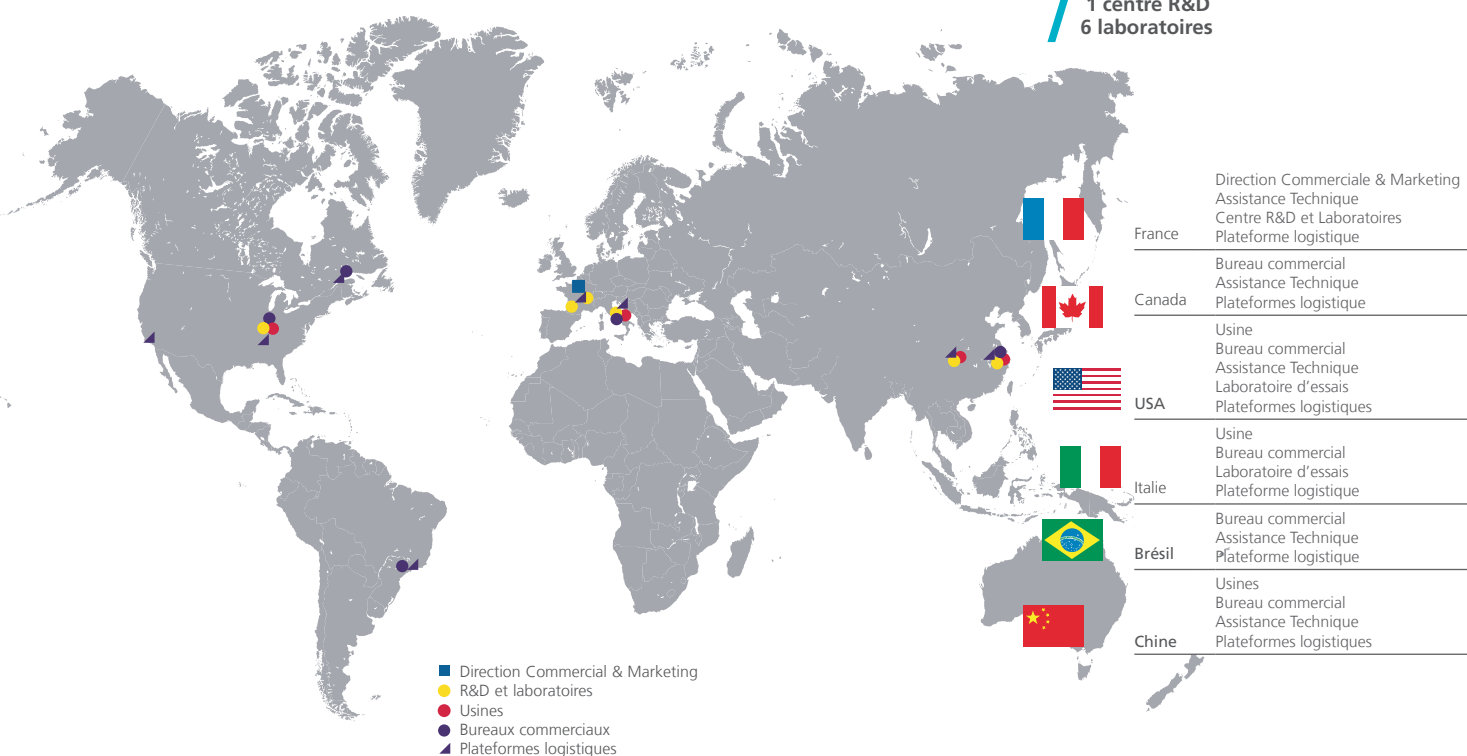 1 centre R&D
6 laboratoires
Direction Commerciale & Marketing
Assistance Technique
Centre R&D et Laboratoires
France
Plateforme logistique
Bureau commercial
Assistance Technique
Canada
Plateformes logistique
Usine
Bureau commercial
Assistance Technique
Laboratoire d’essais
USA
Plateformes logistiques
Usine
Bureau commercial
Laboratoire d’essais
Italie
Plateforme logistique
Bureau commercial
Assistance Technique
Brésil
Plateforme logistique
Usines
Bureau commercial
Assistance Technique
Chine
Plateformes logistiques
Direction Commercial & Marketing
R&D et laboratoires
Usines
Bureaux commerciaux
Plateformes logistiques